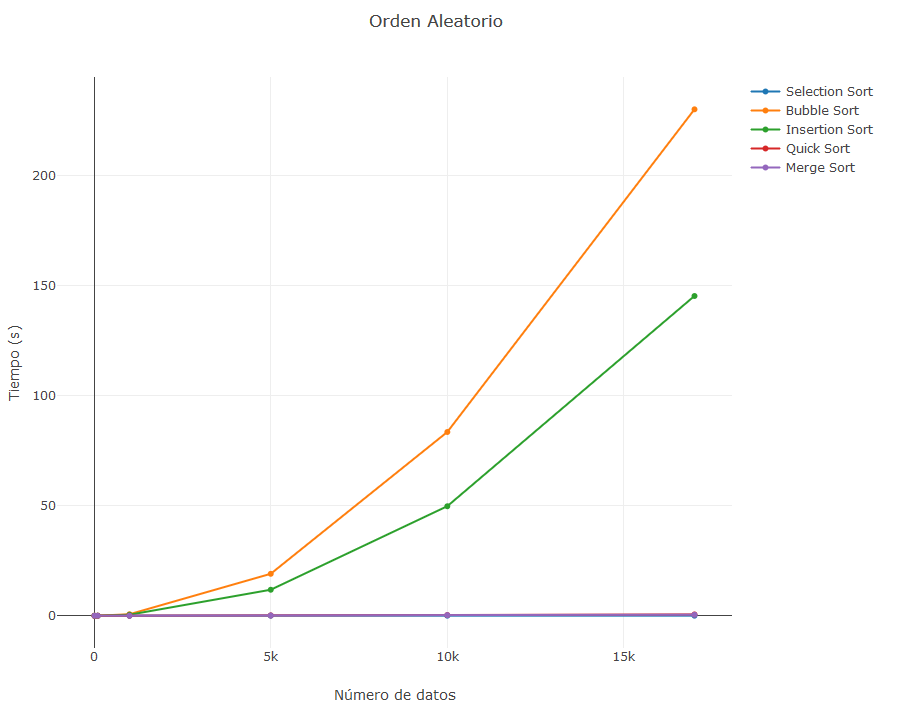 Orden Aleatorio
Selection Sort
Bubble Sort
Insertion Sort
Quick Sort
Merge Sort
Tiempo (s)
200
150
100
50
0
0
5k
10k
15k
Número de datos